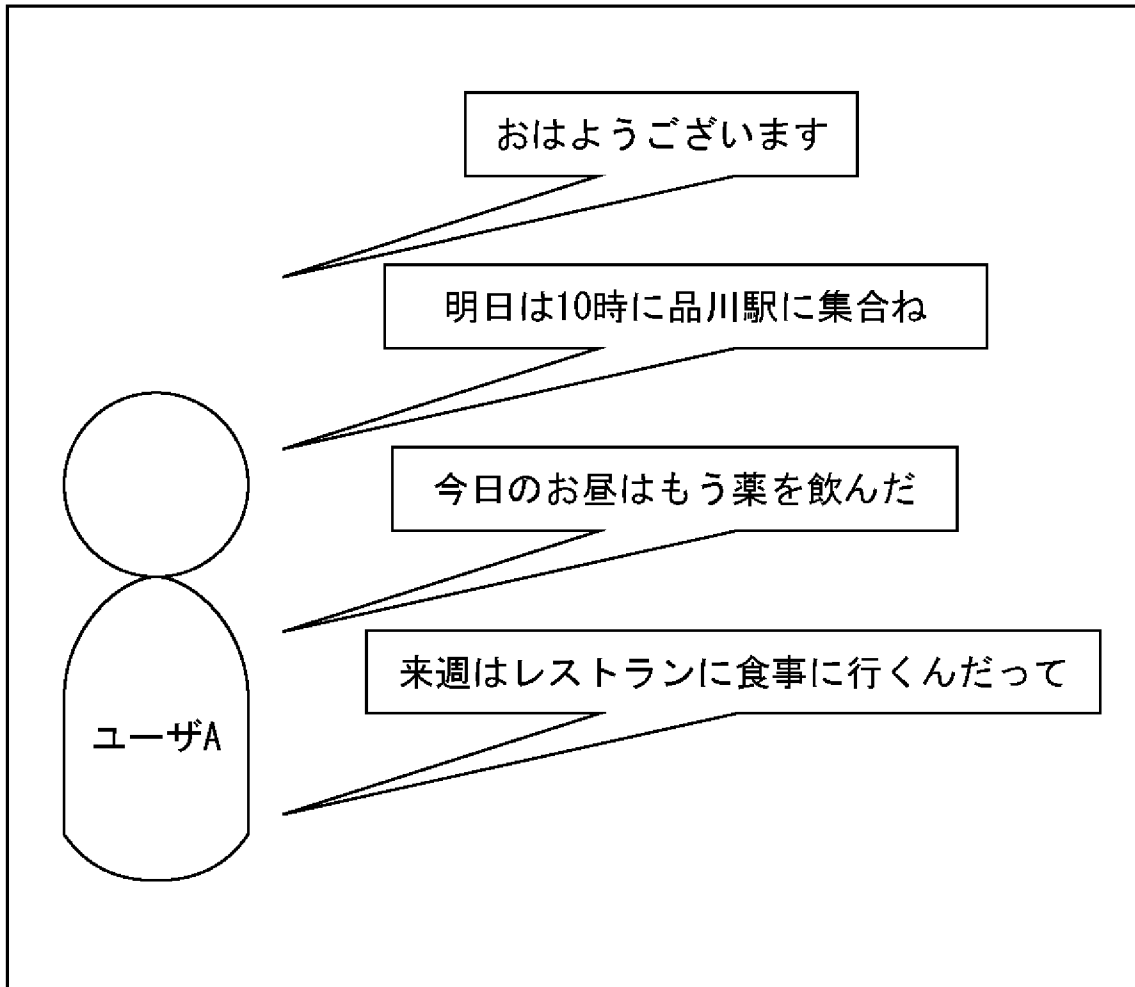 おはようございます
明日は10時に品川駅に集合ね
今日のお昼はもう薬を飲んだ
来週はレストランに食事に行くんだって
ユーザA